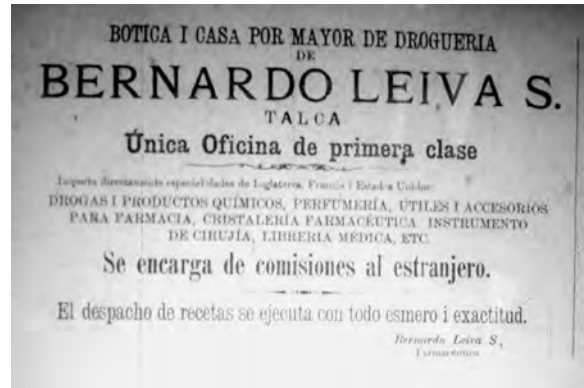 BOTICA I CASA POR MAYOR DE DROGUERIA
DE
BERNARDO LEIVA S.
TALCA
Única Oficina de primera clase
Importa directamente especialidades de Inglaterra, Francia i Estados Unidos
DROGAS I PRODUCTOS QUÍMICOS, PERFUMERÍA, ÚTILES I ACCESORIOS
PARA FARMACIA, CRISTALERÍA FARMACÉUTICA INSTRUMENTO
DE CIRUJÍA, LIBRERIA MÉDICA, ETC.
Se encarga de comisiones al estranjero.
El despacho de recetas se ejecuta con todo esmero i exactitud.
Bernardo Leiva S,
Farmacéutico